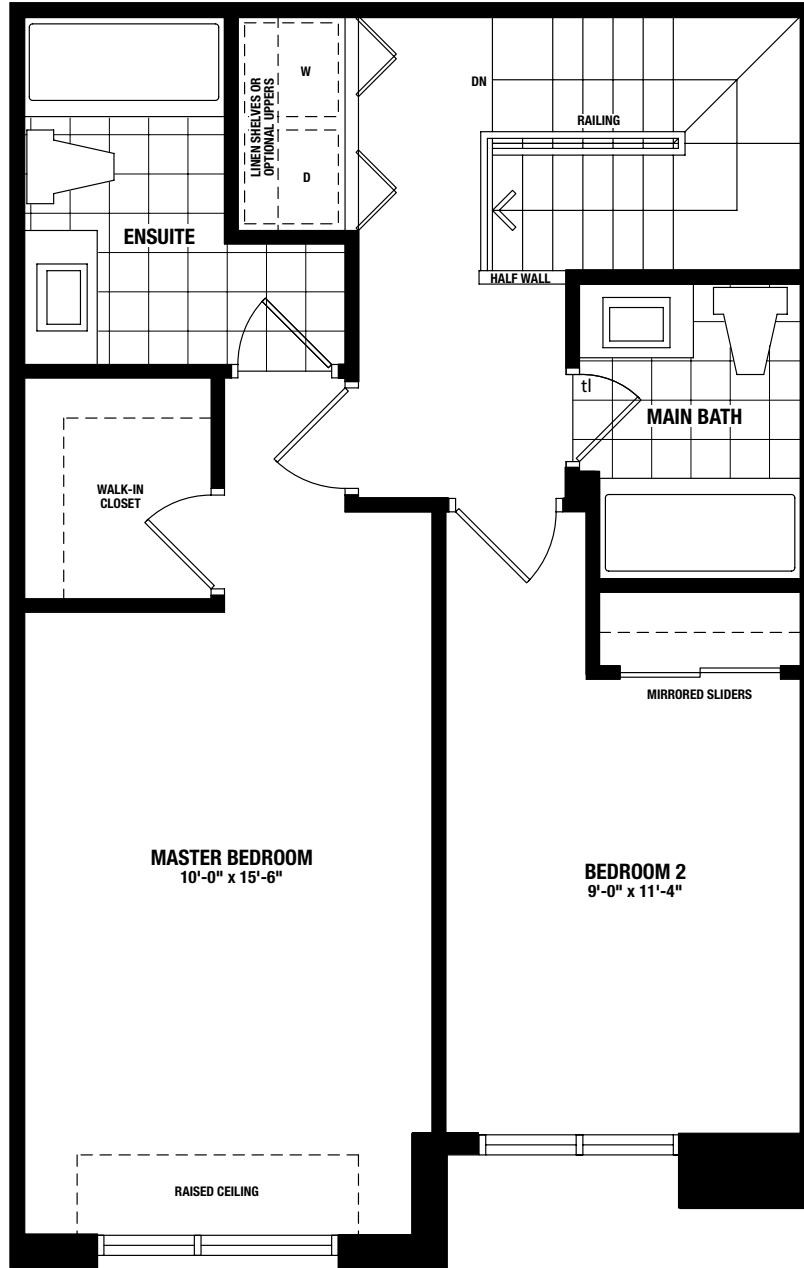 LINEN SHELVES OR
OPTIONAL UPPERS
W
D
DN
RAILING
ENSUITE
HALF WALL
tl
MAIN BATH
WALK-IN
CLOSET
MIRRORED SLIDERS
MASTER BEDROOM
10'-0" x 15'-6"
BEDROOM 2
9'-0" x 11'-4"
RAISED CEILING